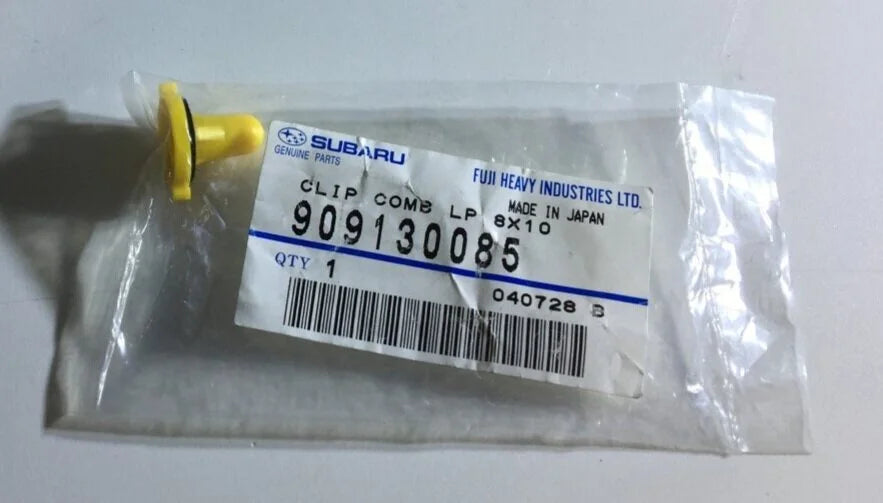 SUBARU
GENUINE PARTS
FUJI HEAVY INDUSTRIES LTD.
MADE IN JAPAN
CLIP COMB LP 8X10
909130085
QTY 1
040728 B